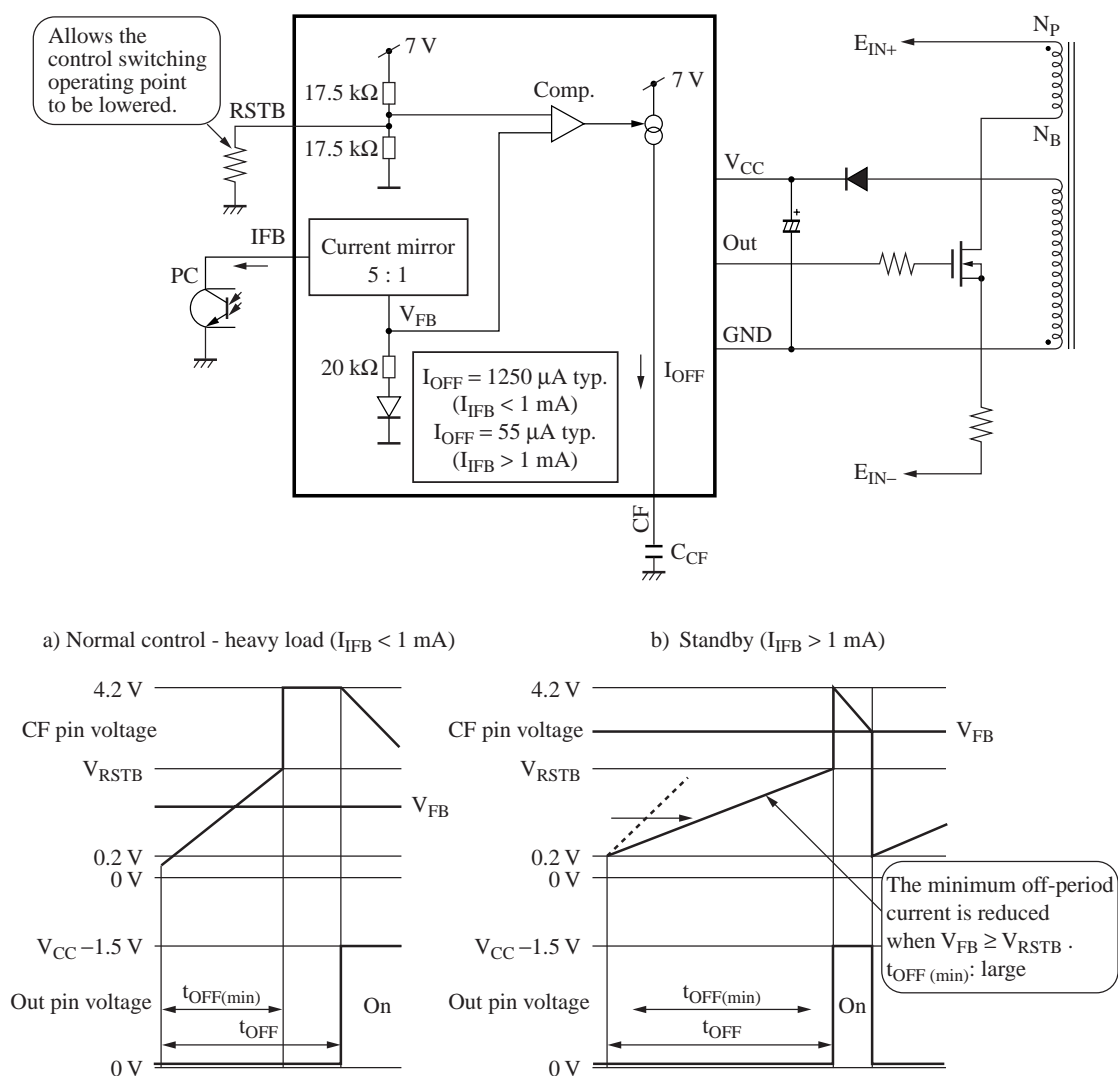 Allows the
control switching
operating point
to be lowered.
RSTB
7 V
17.5 kΩ
17.5 kΩ
Comp.
7 V
IFB
PC
Current mirror
5 : 1
V_FB
20 kΩ
I_OFF = 1250 µA typ.
(I_IFB < 1 mA)
I_OFF = 55 µA typ.
(I_IFB > 1 mA)
I_OFF
CF
C_CF
V_CC
+
Out
GND
E_IN+
N_P
N_B
E_IN−
a) Normal control - heavy load (I_IFB < 1 mA)
4.2 V
CF pin voltage
V_RSTB
V_FB
0.2 V
0 V
V_CC −1.5 V
t_OFF(min)
On
Out pin voltage
t_OFF
0 V
b) Standby (I_IFB > 1 mA)
4.2 V
CF pin voltage
V_FB
V_RSTB
0.2 V
0 V
The minimum off-period
current is reduced
when V_FB ≥ V_RSTB .
t_OFF (min): large
V_CC −1.5 V
t_OFF(min)
On
Out pin voltage
t_OFF
0 V